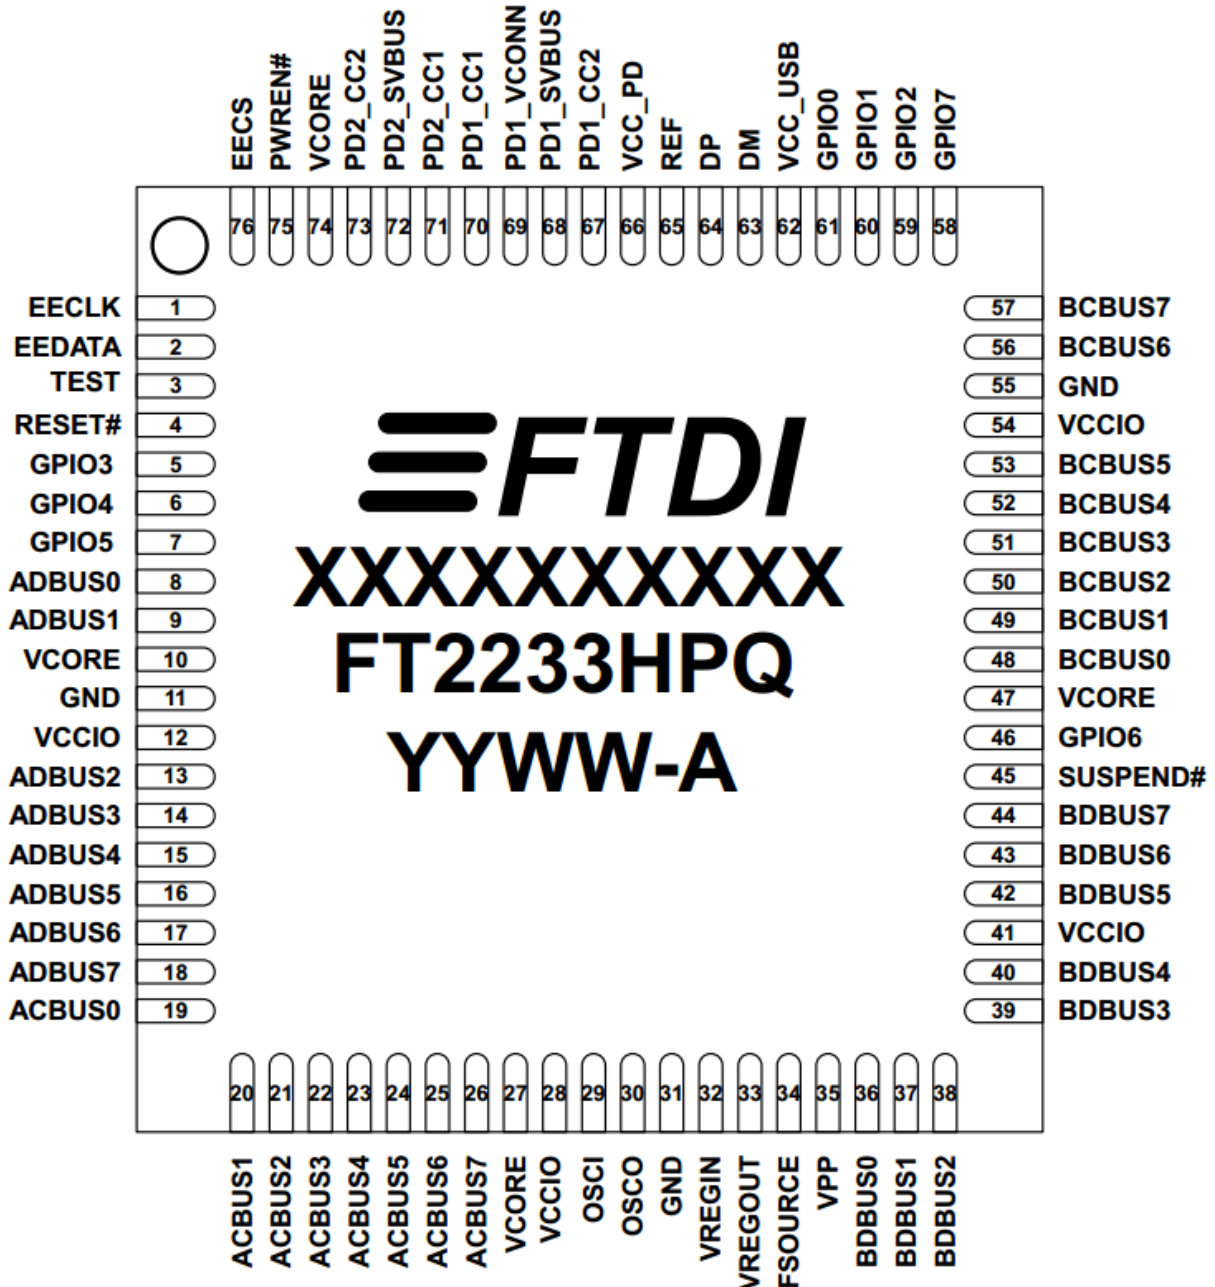 EECS
PWREN#
VCORE
PD2_CC2
PD2_SVBUS
PD2_CC1
PD1_CC1
PD1_VCONN
PD1_SVBUS
PD1_CC2
VCC_PD
REF
DP
DM
VCC_USB
GPIO0
GPIO1
GPIO2
GPIO7
76 75 74 73 72 71 70 69 68 67 66 65 64 63 62 61 60 59 58
EECLK 1
EEDATA 2
TEST 3
RESET# 4
GPIO3 5
GPIO4 6
GPIO5 7
ADBUS0 8
ADBUS1 9
VCORE 10
GND 11
VCCIO 12
ADBUS2 13
ADBUS3 14
ADBUS4 15
ADBUS5 16
ADBUS6 17
ADBUS7 18
ACBUS0 19
FTDI
XXXXXXXXXX
FT2233HPQ
YYWW-A
57 BCBUS7
56 BCBUS6
55 GND
54 VCCIO
53 BCBUS5
52 BCBUS4
51 BCBUS3
50 BCBUS2
49 BCBUS1
48 BCBUS0
47 VCORE
46 GPIO6
45 SUSPEND#
44 BDBUS7
43 BDBUS6
42 BDBUS5
41 VCCIO
40 BDBUS4
39 BDBUS3
20 21 22 23 24 25 26 27 28 29 30 31 32 33 34 35 36 37 38
ACBUS1
ACBUS2
ACBUS3
ACBUS4
ACBUS5
ACBUS6
ACBUS7
VCORE
VCCIO
OSCI
OSCO
GND
VREGIN
VREGOUT
FSOURCE
VPP
BDBUS0
BDBUS1
BDBUS2